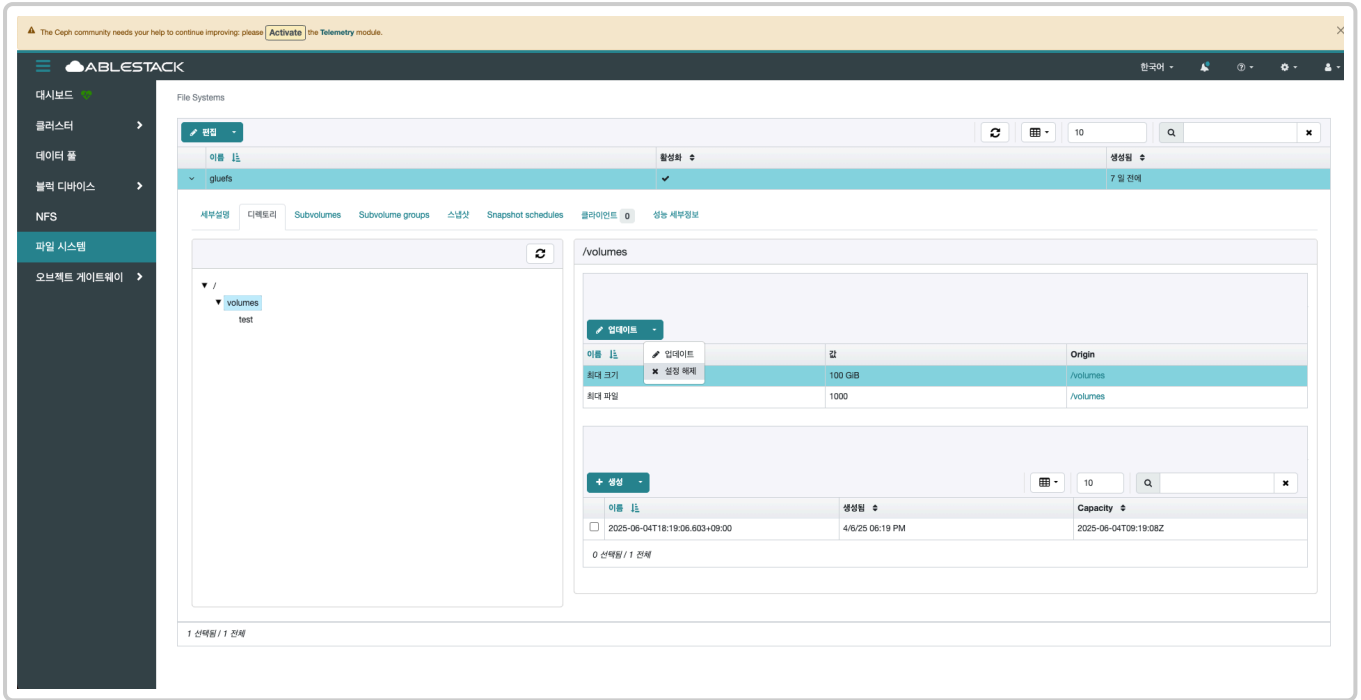 The Ceph community needs your help to continue improving: please Activate the Telemetry module.
ABLESTACK
한국어
대시보드
클러스터
데이터 풀
블럭 디바이스
NFS
파일 시스템
오브젝트 게이트웨이
File Systems
편집
10
이름 활성화 생성됨
gluefs 7 일 전에
세부설명 디렉토리 Subvolumes Subvolume groups 스냅샷 Snapshot schedules 클라이언트 0 성능 세부정보
/
volumes
test
/volumes
업데이트
업데이트
설정 해제
이름 값 Origin
최대 크기 100 GiB /volumes
최대 파일 1000 /volumes
생성
10
이름 생성됨 Capacity
2025-06-04T18:19:06.603+09:00 4/6/25 06:19 PM 2025-06-04T09:19:08Z
0 선택됨 / 1 전체
1 선택됨 / 1 전체